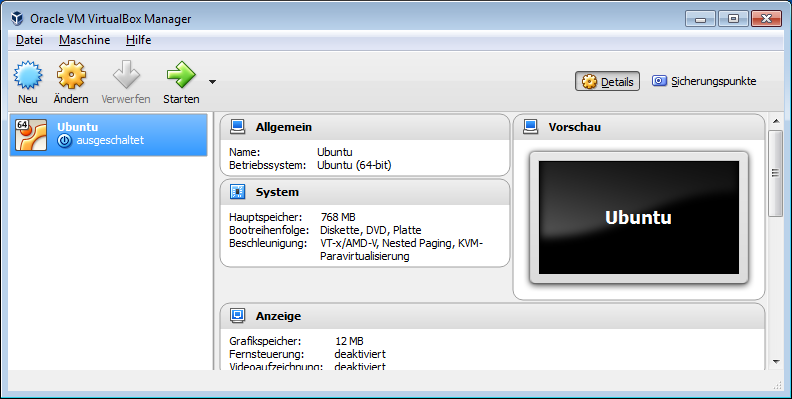 Oracle VM VirtualBox Manager
Datei Maschine Hilfe
Neu Ändern Verwerfen Starten
Details Sicherungspunkte
64
Ubuntu
ausgeschaltet
Allgemein
Name: Ubuntu
Betriebssystem: Ubuntu (64-bit)
System
Hauptspeicher: 768 MB
Bootreihenfolge: Diskette, DVD, Platte
Beschleunigung: VT-x/AMD-V, Nested Paging, KVM-
Paravirtualisierung
Vorschau
Ubuntu
Anzeige
Grafikspeicher: 12 MB
Fernsteuerung: deaktiviert
Videoaufzeichnung: deaktiviert